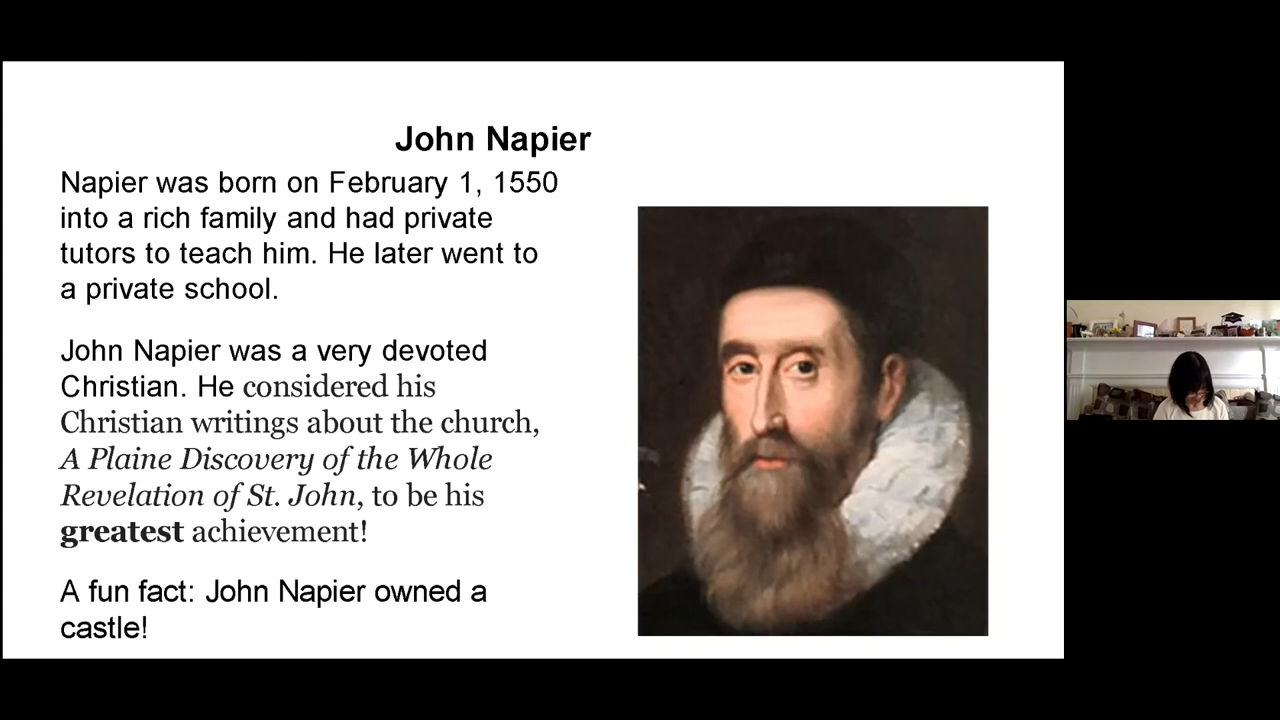 John Napier
Napier was born on February 1, 1550
into a rich family and had private
tutors to teach him. He later went to
a private school.
John Napier was a very devoted
Christian. He considered his
Christian writings about the church,
A Plaine Discovery of the Whole
Revelation of St. John, to be his
greatest achievement!
A fun fact: John Napier owned a
castle!